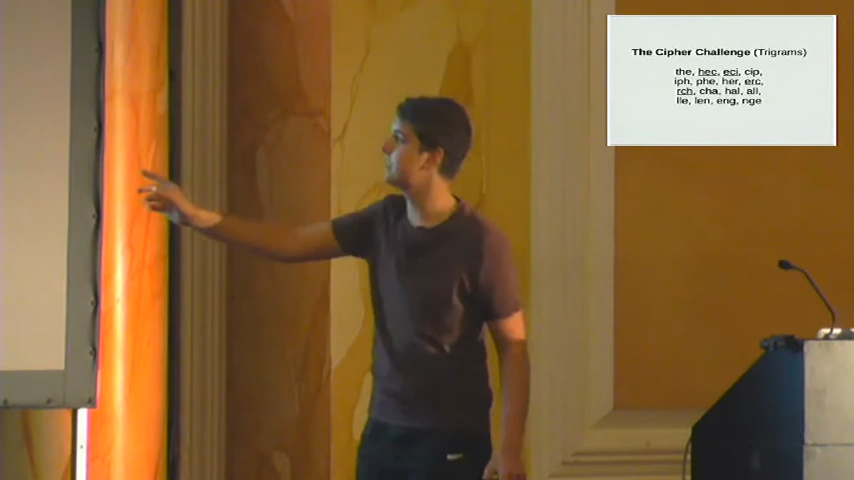 The Cipher Challenge (Trigrams)
the, hec, eci, cip,
iph, phe, her, erc,
rch, cha, hal, all,
lle, len, eng, nge